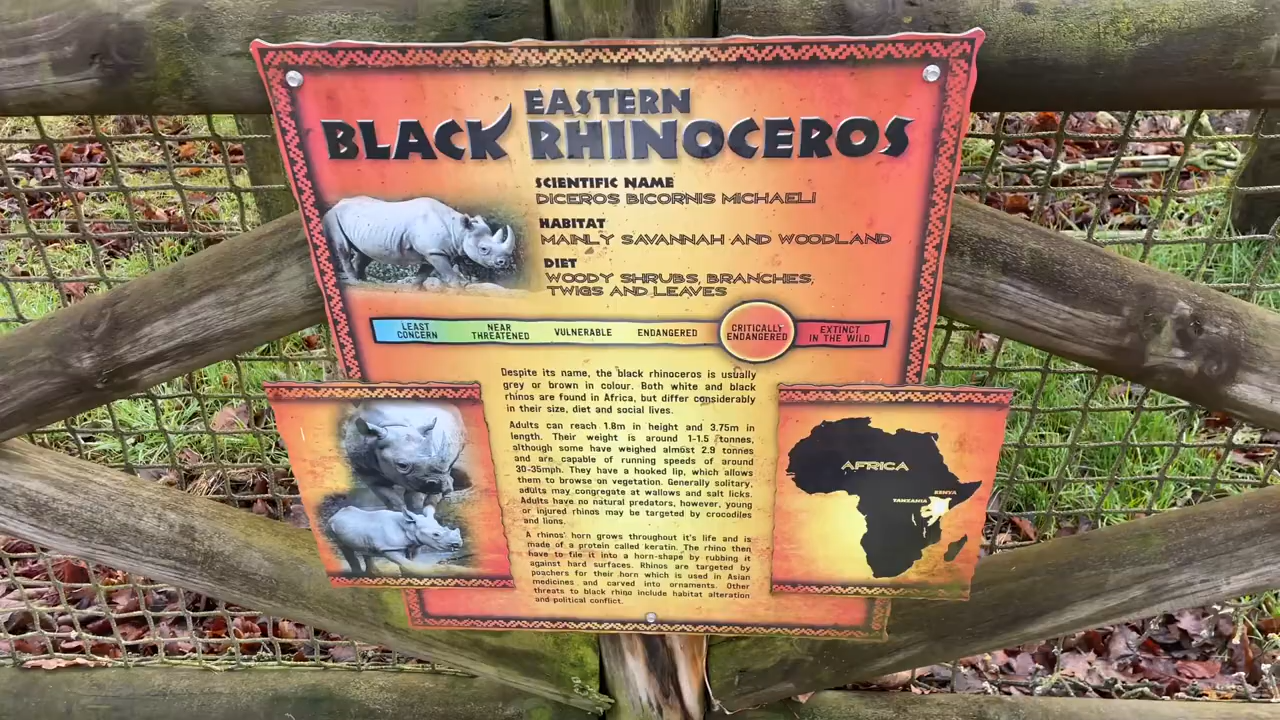 EASTERN
BLACK RHINOCEROS
SCIENTIFIC NAME
DICEROS BICORNIS MICHAELI
HABITAT
MAINLY SAVANNAH AND WOODLAND
DIET
WOODY SHRUBS, BRANCHES,
TWIGS AND LEAVES
LEAST CONCERN
NEAR THREATENED
VULNERABLE
ENDANGERED
CRITICALLY ENDANGERED
EXTINCT IN THE WILD
Despite its name, the black rhinoceros is usually
grey or brown in colour. Both white and black
rhinos are found in Africa, but differ considerably
in their size, diet and social lives.
Adults can reach 1.8m in height and 3.75m in
length. Their weight is around 1-1.5 tonnes,
although some have weighed almost 2.9 tonnes
and are capable of running speeds of around
30-35mph. They have a hooked lip, which allows
them to browse on vegetation. Generally solitary,
adults may congregate at wallows and salt licks.
Adults have no natural predators, however, young
or injured rhinos may be targeted by crocodiles
and lions.
A rhinos' horn grows throughout it's life and is
made of a protein called keratin. The rhino then
have to file it into a horn-shape by rubbing it
against hard surfaces. Rhinos are targeted by
poachers for their horn which is used in Asian
medicines and carved into ornaments. Other
threats to black rhino include habitat alteration
and political conflict.
AFRICA
KENYA
TANZANIA